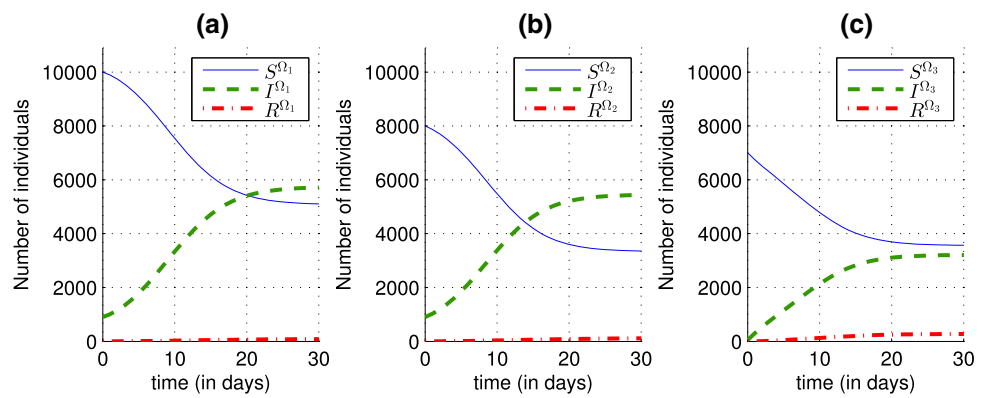 (a)
Number of individuals
10000
8000
6000
4000
2000
0
0 10 20 30
time (in days)
S^Ω1
I^Ω1
R^Ω1
(b)
Number of individuals
10000
8000
6000
4000
2000
0
0 10 20 30
time (in days)
S^Ω2
I^Ω2
R^Ω2
(c)
Number of individuals
10000
8000
6000
4000
2000
0
0 10 20 30
time (in days)
S^Ω3
I^Ω3
R^Ω3